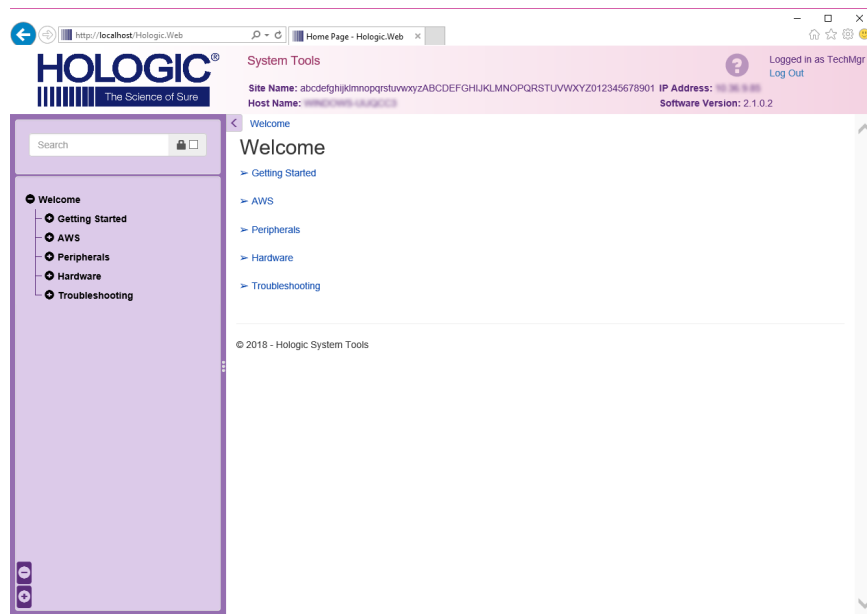 http://localhost/Hologic.Web
Home Page - Hologic.Web
HOLOGIC®
The Science of Sure
System Tools
Logged in as TechMgr
Log Out
Site Name: abcdefghijklmnopqrstuvwxyzABCDEFGHIJKLMNOPQRSTUVWXYZ012345678901 IP Address:
Host Name:
Software Version: 2.1.0.2
Search
Welcome
Getting Started
AWS
Peripherals
Hardware
Troubleshooting
Welcome
Welcome
➢ Getting Started
➢ AWS
➢ Peripherals
➢ Hardware
➢ Troubleshooting
© 2018 - Hologic System Tools